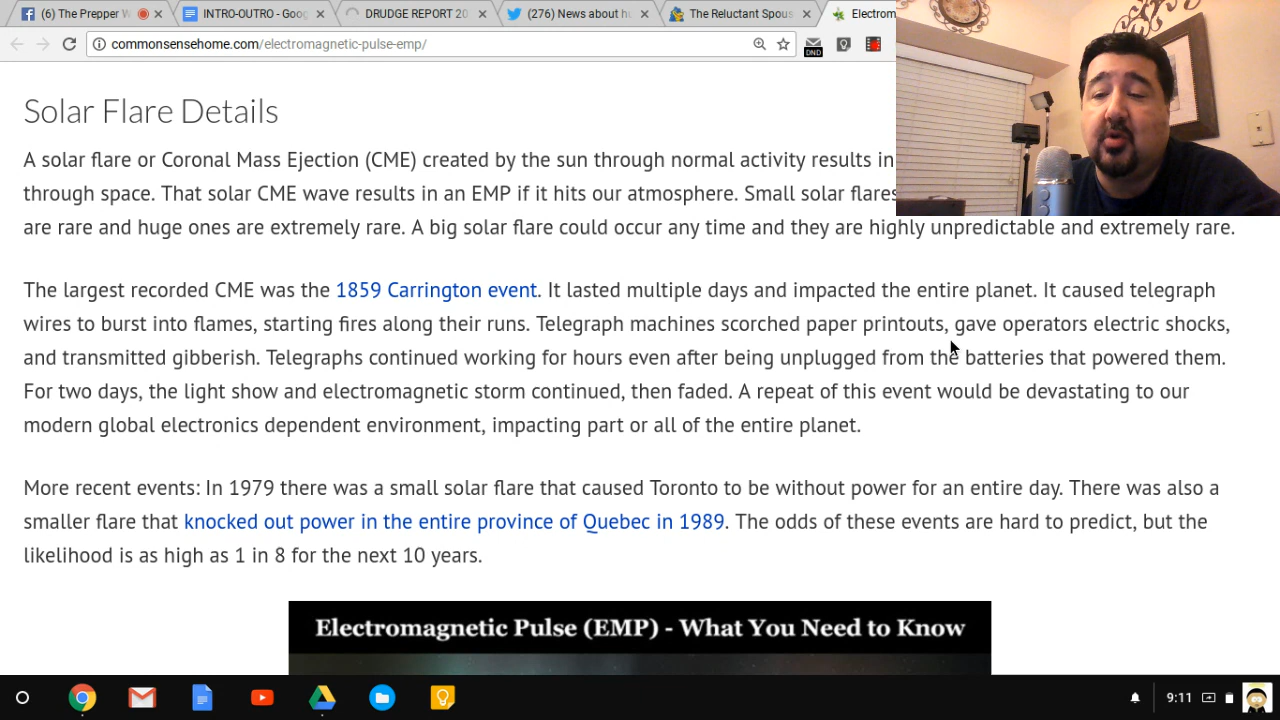 (6) The Prepper W
INTRO-OUTRO - Goog
DRUDGE REPORT 20
(276) News about hu
The Reluctant Spous
Electrom
commonsensehome.com/electromagnetic-pulse-emp/
DND
Solar Flare Details
A solar flare or Coronal Mass Ejection (CME) created by the sun through normal activity results in
through space. That solar CME wave results in an EMP if it hits our atmosphere. Small solar flares
are rare and huge ones are extremely rare. A big solar flare could occur any time and they are highly unpredictable and extremely rare.
The largest recorded CME was the 1859 Carrington event. It lasted multiple days and impacted the entire planet. It caused telegraph
wires to burst into flames, starting fires along their runs. Telegraph machines scorched paper printouts, gave operators electric shocks,
and transmitted gibberish. Telegraphs continued working for hours even after being unplugged from the batteries that powered them.
For two days, the light show and electromagnetic storm continued, then faded. A repeat of this event would be devastating to our
modern global electronics dependent environment, impacting part or all of the entire planet.
More recent events: In 1979 there was a small solar flare that caused Toronto to be without power for an entire day. There was also a
smaller flare that knocked out power in the entire province of Quebec in 1989. The odds of these events are hard to predict, but the
likelihood is as high as 1 in 8 for the next 10 years.
Electromagnetic Pulse (EMP) - What You Need to Know
9:11